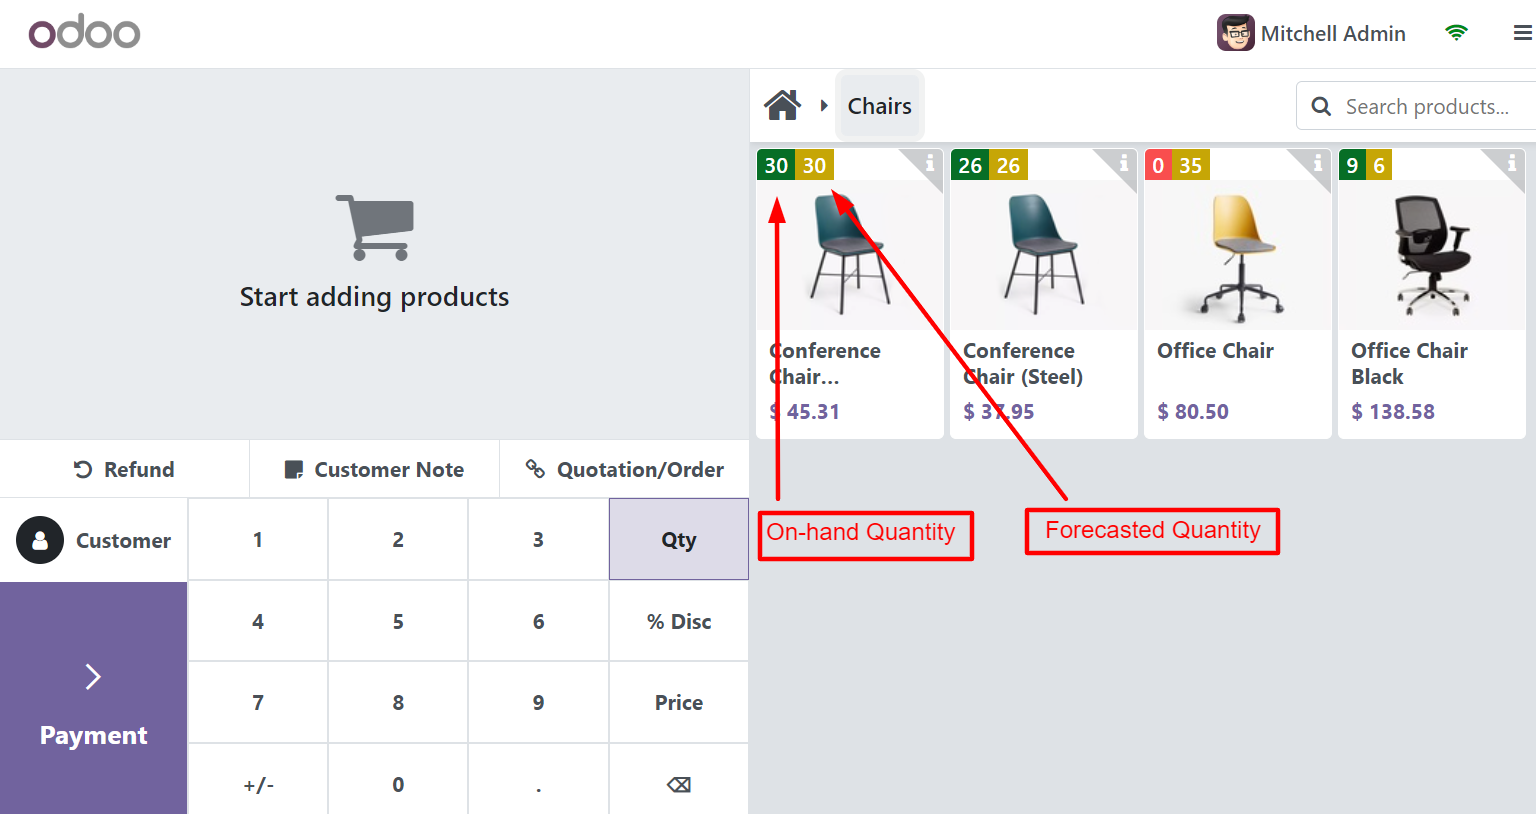 odoo
Mitchell Admin
Chairs
Search products...
30 30
26 26
0 35
9 6
Start adding products
Conference
Chair...
$ 45.31
Conference
Chair (Steel)
$ 37.95
Office Chair
$ 80.50
Office Chair
Black
$ 138.58
Refund
Customer Note
Quotation/Order
On-hand Quantity
Forecasted Quantity
Customer
1 2 3 Qty
4 5 6 % Disc
7 8 9 Price
Payment
+/- 0 .